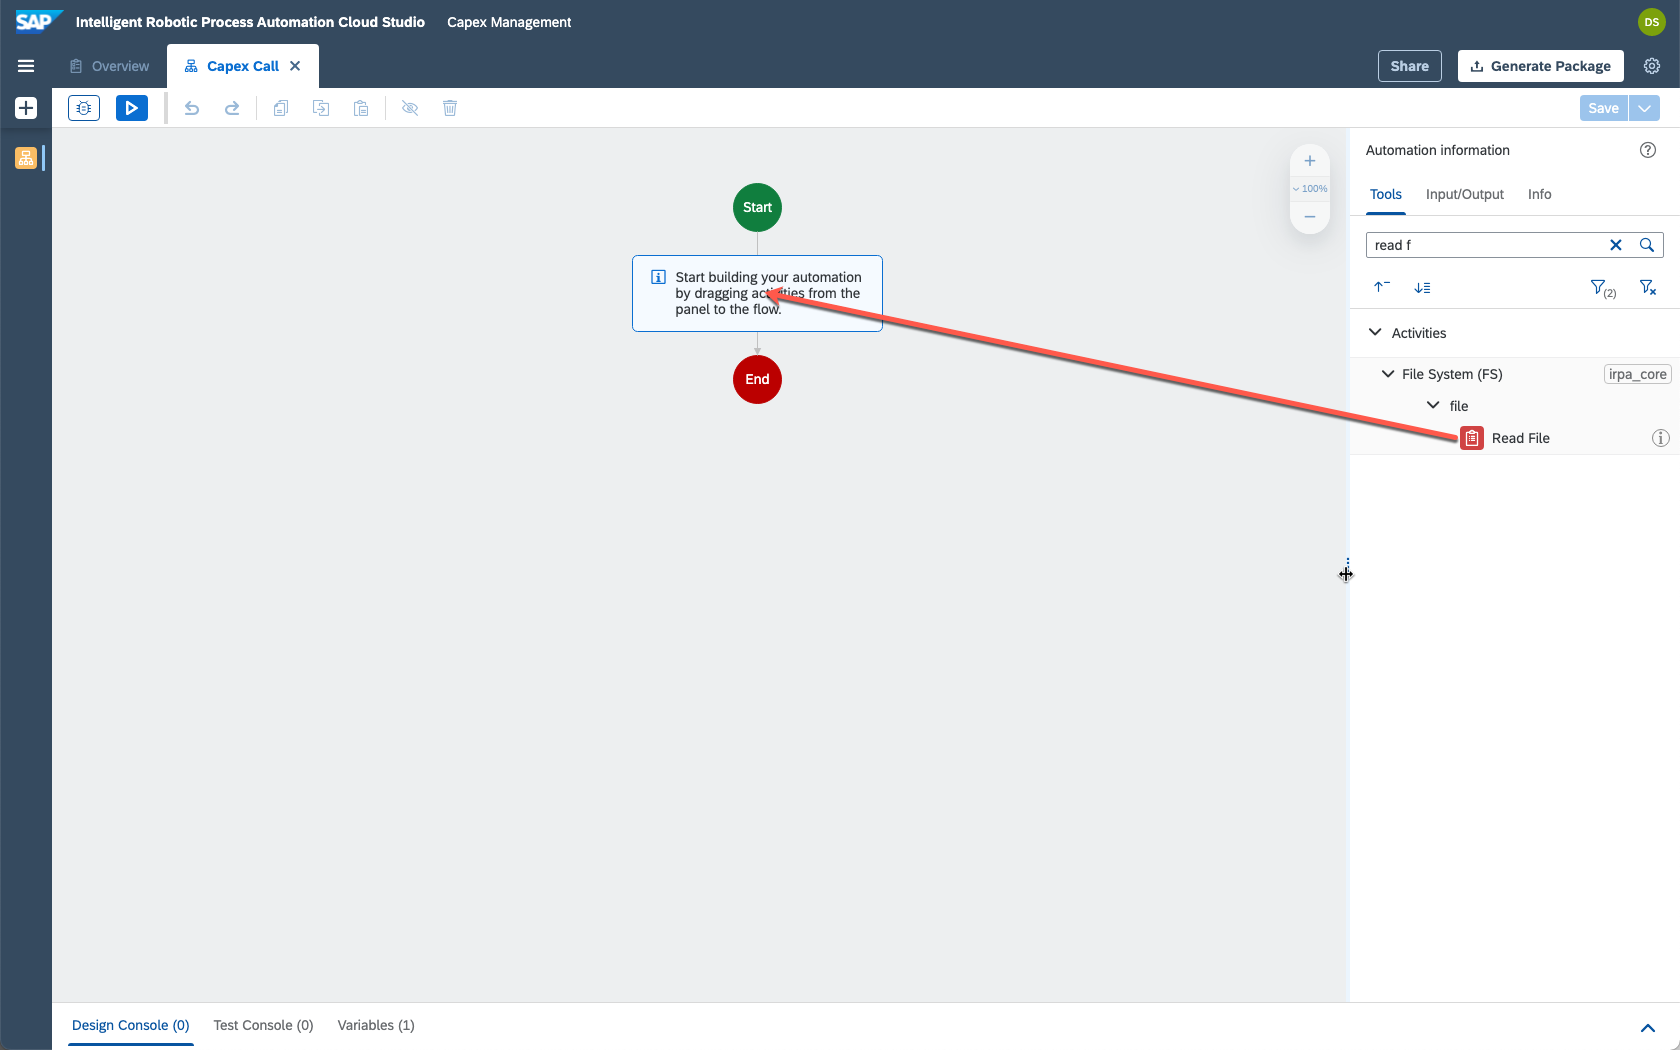 SAP Intelligent Robotic Process Automation Cloud Studio Capex Management DS
Overview Capex Call Share Generate Package
Save
Automation information
100%
Tools Input/Output Info
read f
(2)
Activities
File System (FS) irpa_core
file
Read File
Start
Start building your automation
by dragging activities from the
panel to the flow.
End
Design Console (0) Test Console (0) Variables (1)